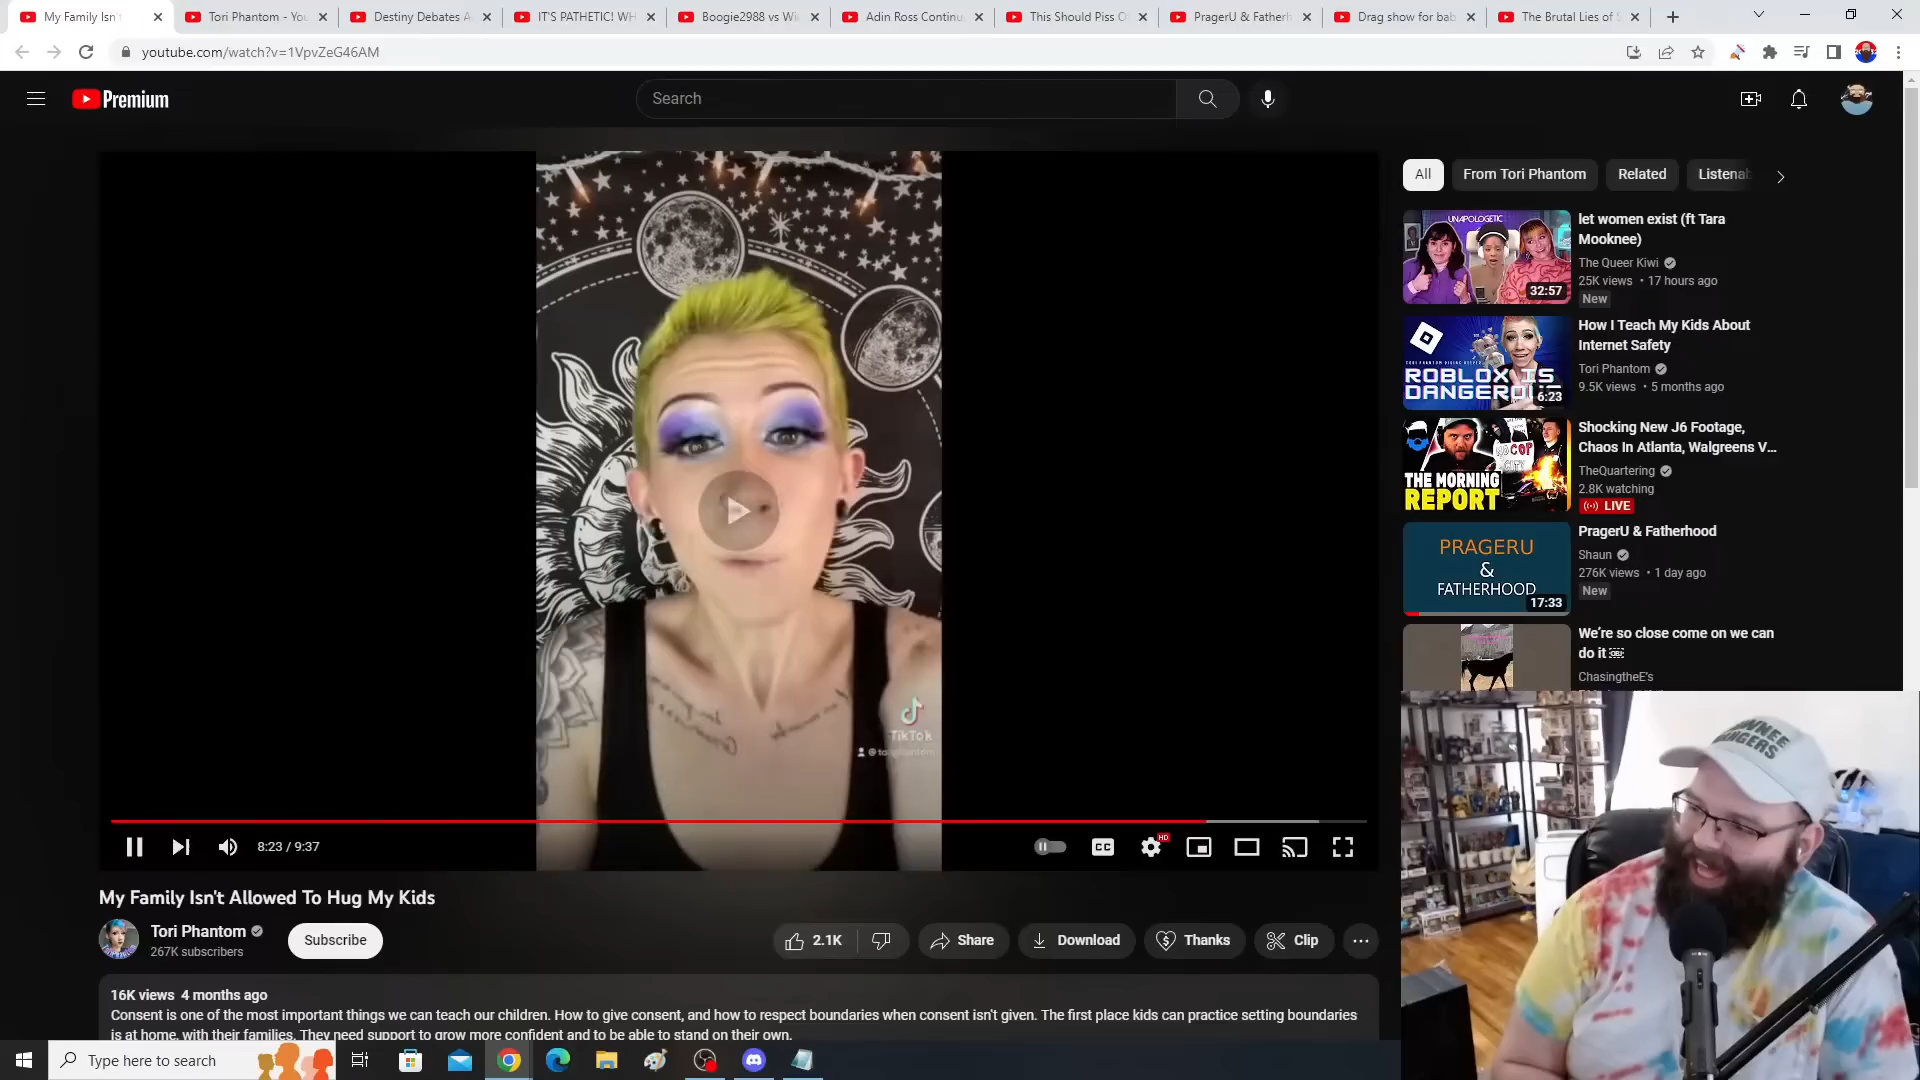 My Family Isn't
Tori Phantom - You
Destiny Debates A
IT'S PATHETIC! WH
Boogie2988 vs Wi
Adin Ross Continu
This Should Piss O
PragerU & Fatherh
Drag show for bab
The Brutal Lies of
youtube.com/watch?v=1VpvZeG46AM
Premium
Search
All
From Tori Phantom
Related
Listenab
UNAPOLOGETIC
32:57
let women exist (ft Tara
Mooknee)
The Queer Kiwi
25K views • 17 hours ago
New
ROBLOX IS
DANGEROUS
6:23
How I Teach My Kids About
Internet Safety
Tori Phantom
9.5K views • 5 months ago
COP
CITY
THE MORNING
REPORT
Shocking New J6 Footage,
Chaos In Atlanta, Walgreens V...
TheQuartering
2.8K watching
LIVE
PRAGERU
&
FATHERHOOD
17:33
PragerU & Fatherhood
Shaun
276K views • 1 day ago
New
We're so close come on we can
do it
ChasingtheE's
TikTok
8:23 / 9:37
CC
HD
My Family Isn't Allowed To Hug My Kids
Tori Phantom
267K subscribers
Subscribe
2.1K
Share
Download
Thanks
Clip
16K views 4 months ago
Consent is one of the most important things we can teach our children. How to give consent, and how to respect boundaries when consent isn't given. The first place kids can practice setting boundaries
is at home, with their families. They need support to grow more confident and to be able to stand on their own.
Type here to search